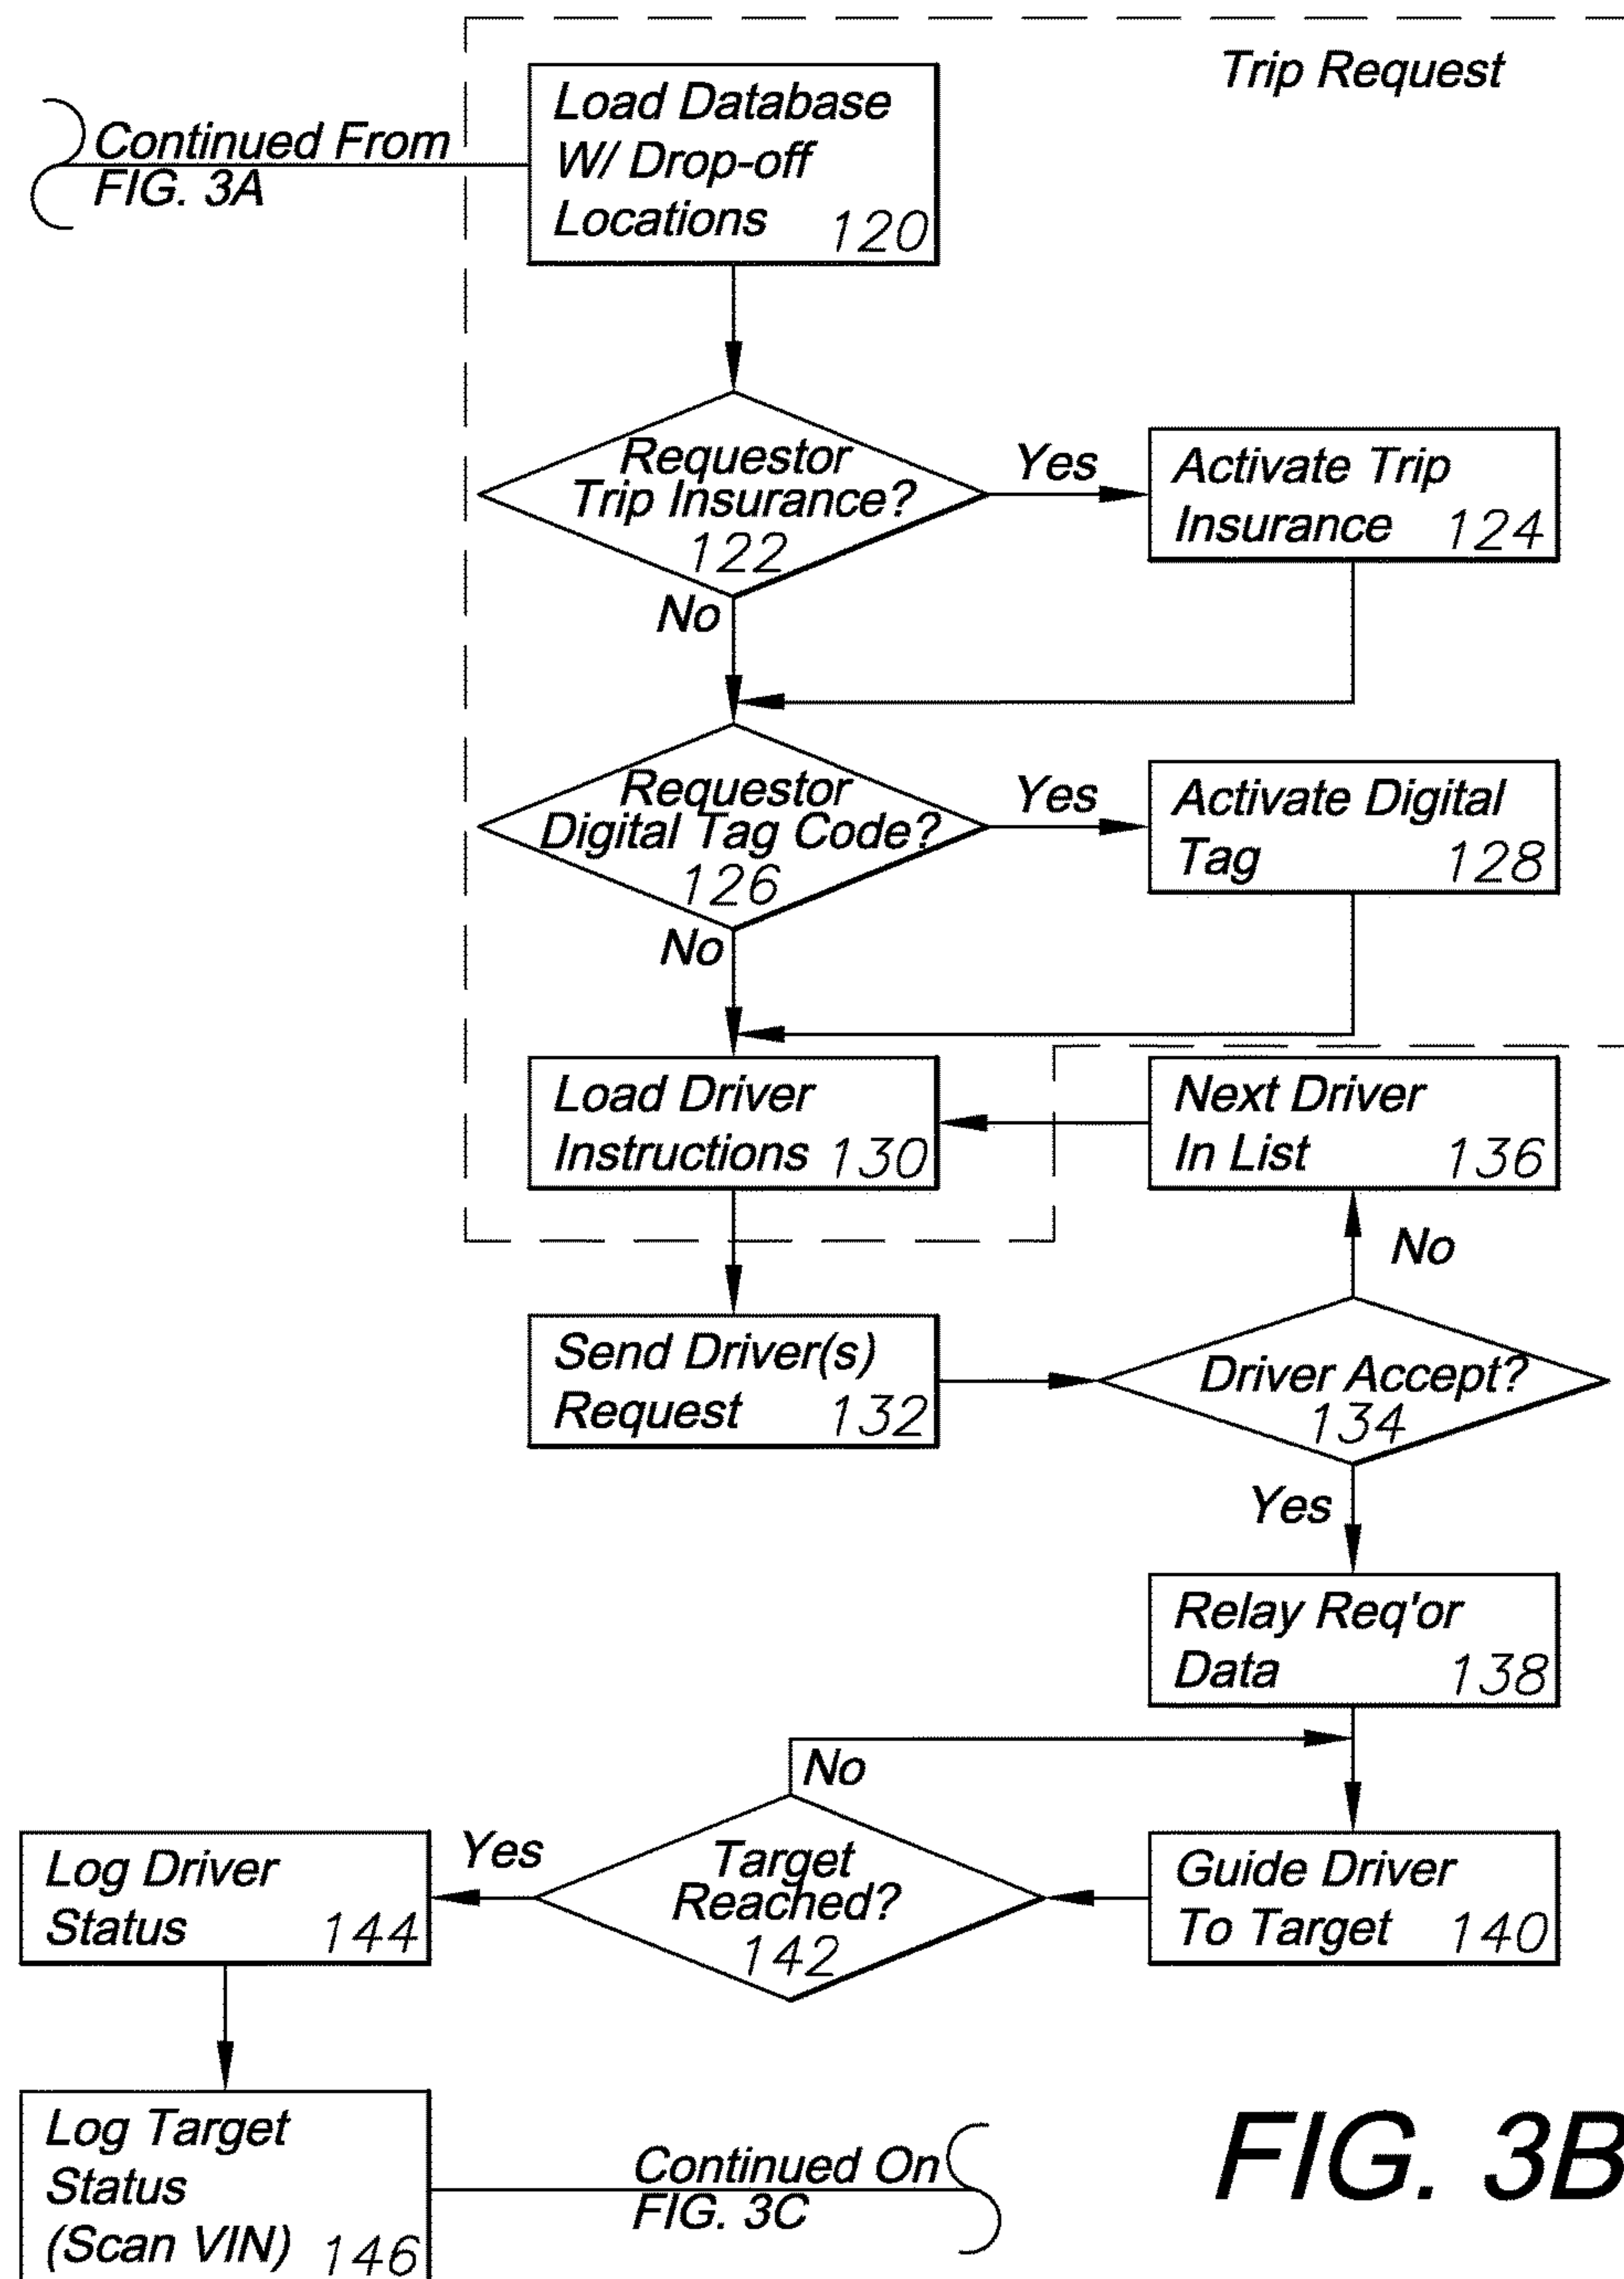 Trip Request
Continued From
FIG. 3A
Load Database
W/ Drop-off
Locations 120
Requestor
Trip Insurance?
122
Yes
Activate Trip
Insurance 124
No
Requestor
Digital Tag Code?
126
Yes
Activate Digital
Tag 128
No
Load Driver
Instructions 130
Next Driver
In List 136
No
Send Driver(s)
Request 132
Driver Accept?
134
Yes
Relay Req'or
Data 138
No
Log Driver
Status 144
Yes
Target
Reached?
142
Guide Driver
To Target 140
Log Target
Status
(Scan VIN) 146
Continued On
FIG. 3C
FIG. 3B